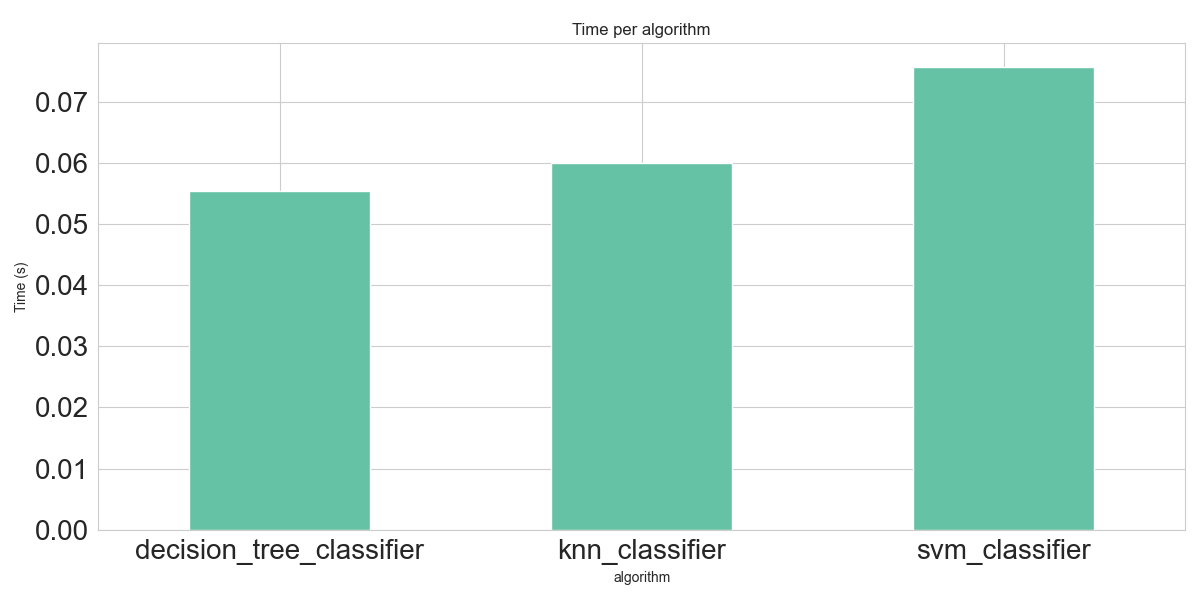 Time per algorithm
Time (s)
0.07
0.06
0.05
0.04
0.03
0.02
0.01
0.00
decision_tree_classifier knn_classifier svm_classifier
algorithm